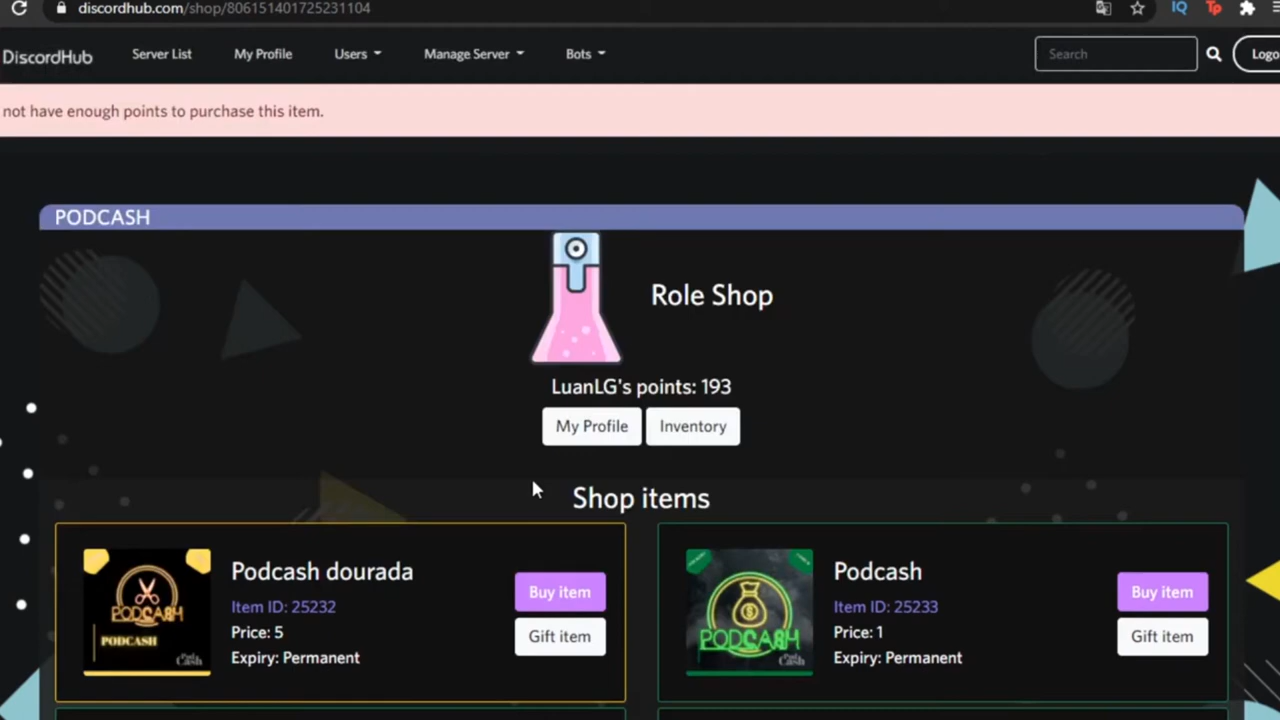 discordhub.com/shop/806151401725231104
DiscordHub Server List My Profile Users Manage Server Bots Search Logo
not have enough points to purchase this item.
PODCASH
Role Shop
LuanLG's points: 193
My Profile Inventory
Shop items
PODCASH
PODCASH
Podcash dourada
Item ID: 25232
Price: 5
Expiry: Permanent
Buy item
Gift item
PODCASH
Podcash
Item ID: 25233
Price: 1
Expiry: Permanent
Buy item
Gift item